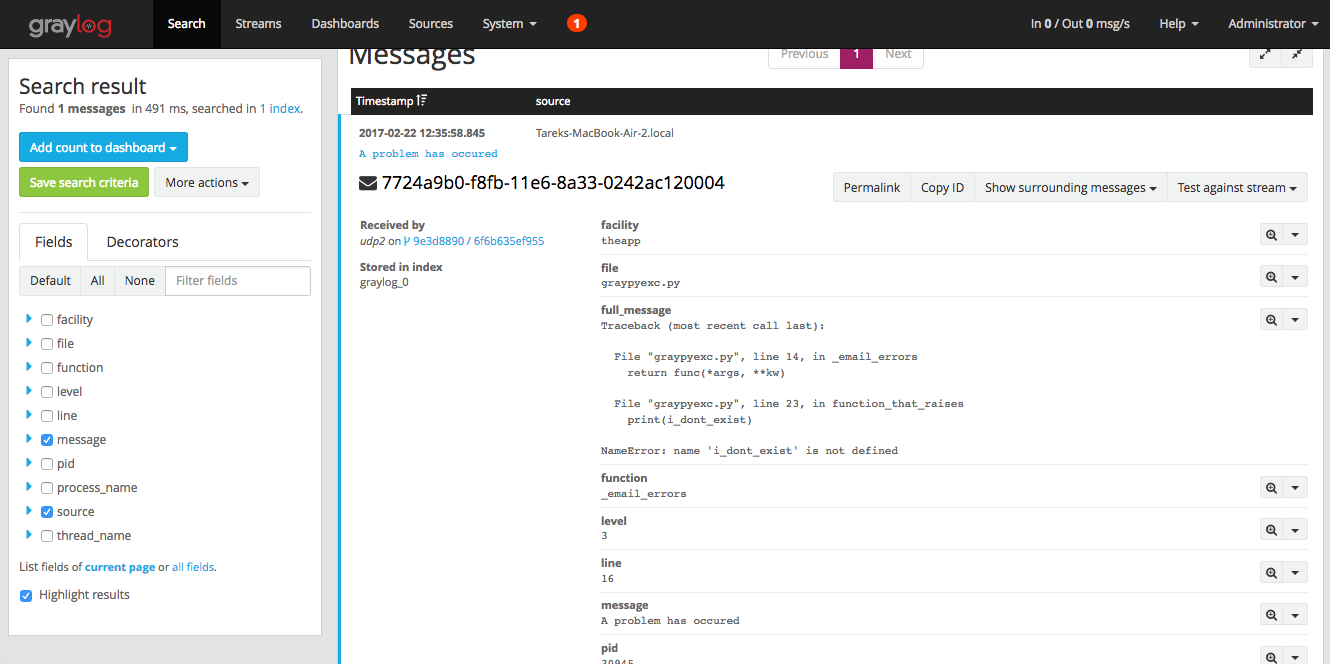 graylog Search Streams Dashboards Sources System 1 In 0 / Out 0 msg/s Help Administrator
Search result
Found 1 messages in 491 ms, searched in 1 index.
Add count to dashboard
Save search criteria More actions
Fields Decorators
Default All None Filter fields
facility
file
function
level
line
message
pid
process_name
source
thread_name
List fields of current page or all fields.
Highlight results
Messages Previous 1 Next
Timestamp source
2017-02-22 12:35:58.845 Tareks-MacBook-Air-2.local
A problem has occured
7724a9b0-f8fb-11e6-8a33-0242ac120004 Permalink Copy ID Show surrounding messages Test against stream
Received by
udp2 on 9e3d8890 / 6f6b635ef955
Stored in index
graylog_0
facility
theapp
file
graypyexc.py
full_message
Traceback (most recent call last):
File "graypyexc.py", line 14, in _email_errors
return func(*args, **kw)
File "graypyexc.py", line 23, in function_that_raises
print(i_dont_exist)
NameError: name 'i_dont_exist' is not defined
function
_email_errors
level
3
line
16
message
A problem has occured
pid